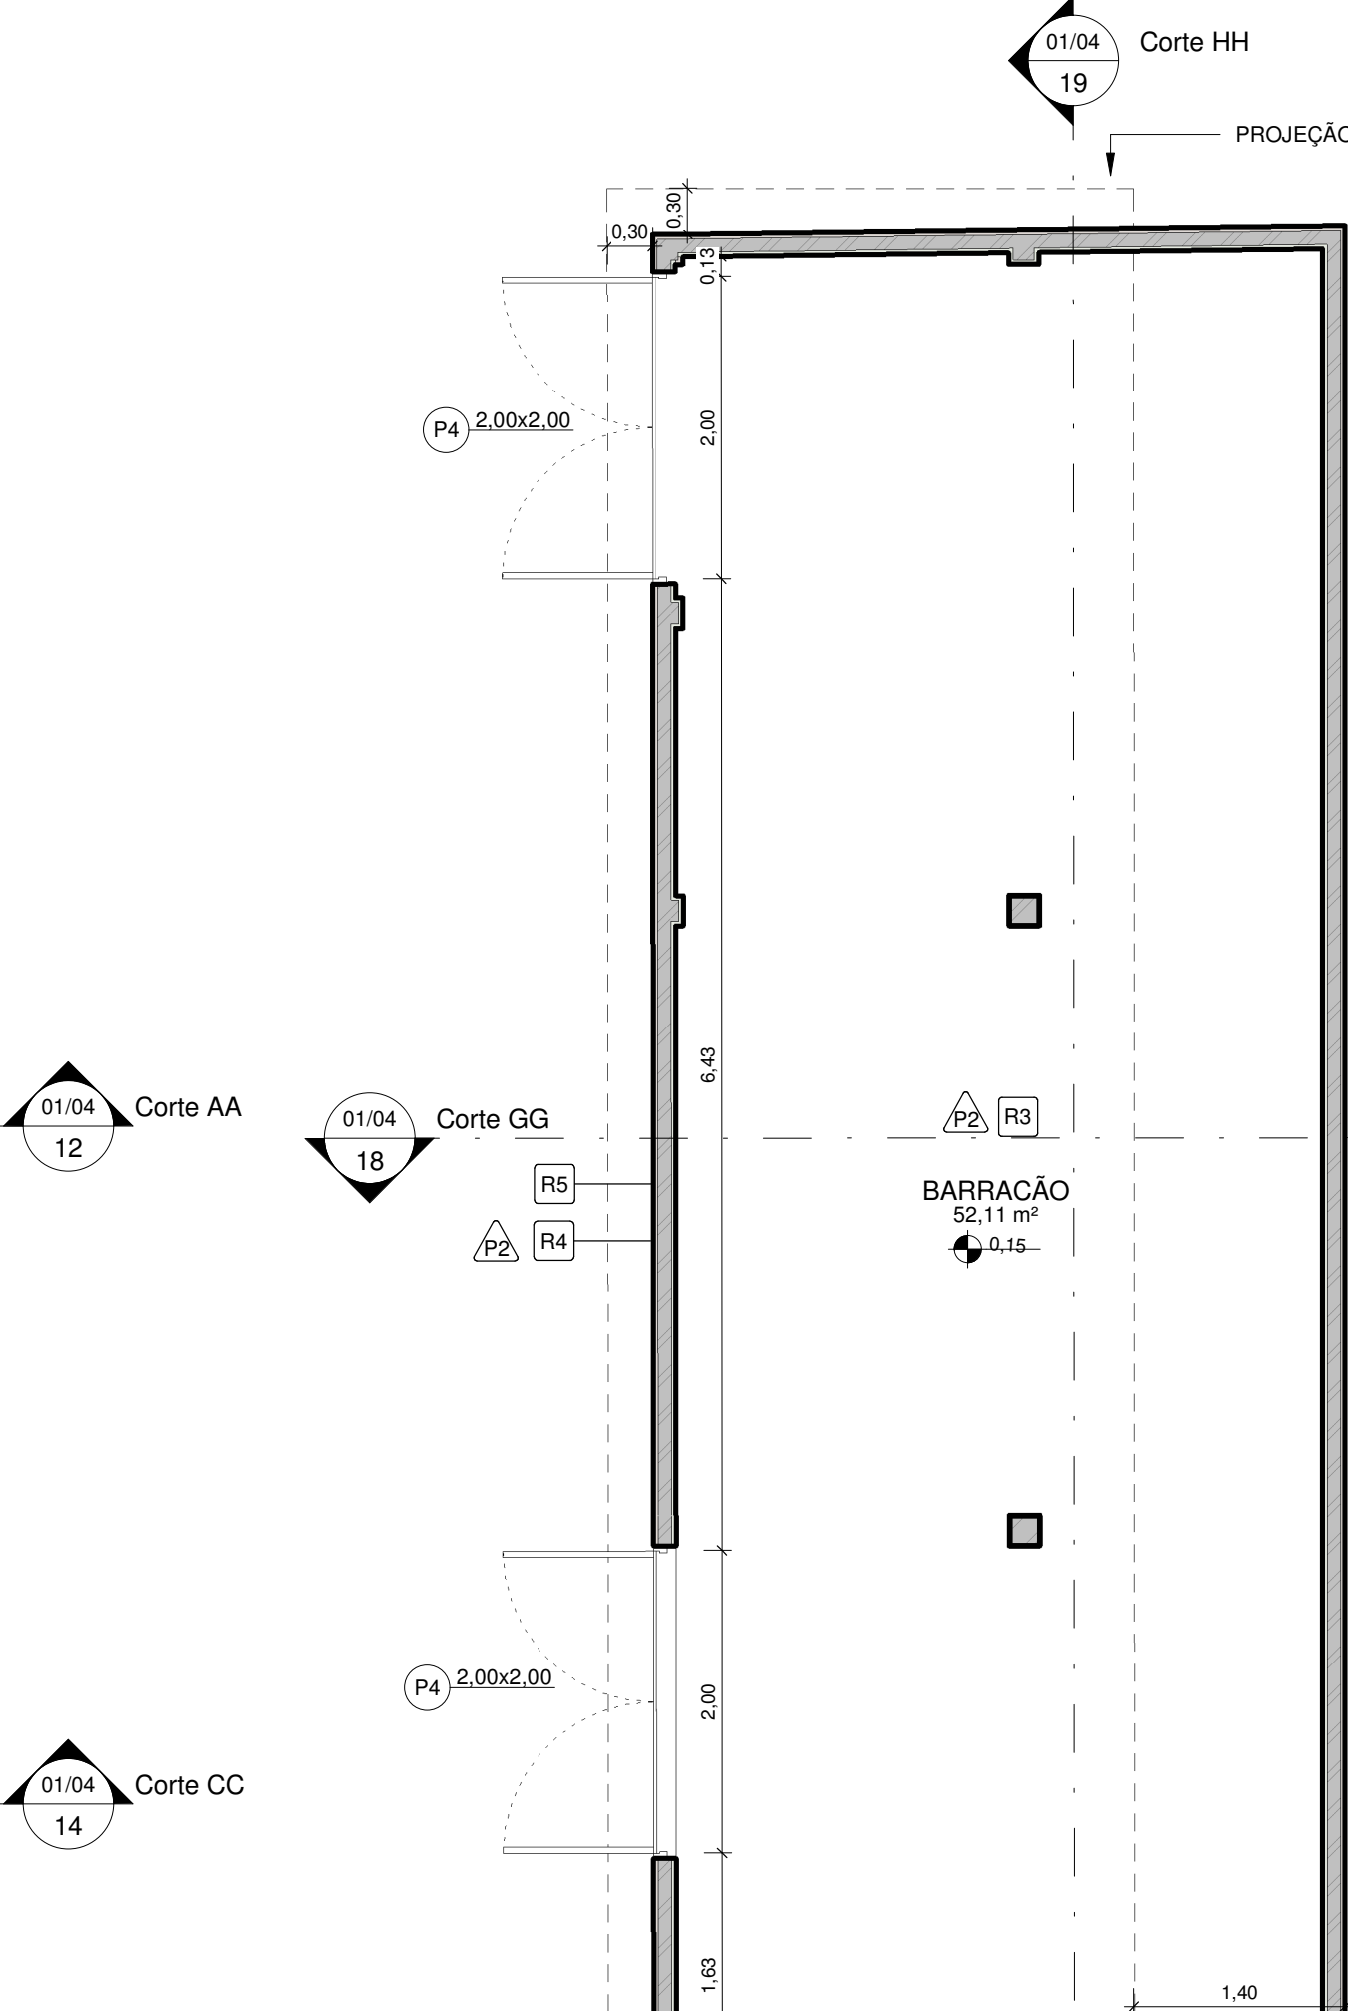 01/04
Corte HH
19
PROJEÇÃO
0,30
0,30
0,13
P4
2,00x2,00
2,00
6,43
01/04
Corte AA
12
01/04
Corte GG
18
P2
R3
R5
P2
R4
BARRACÃO
52,11 m²
0,15
P4
2,00x2,00
2,00
01/04
Corte CC
14
1,63
1,40